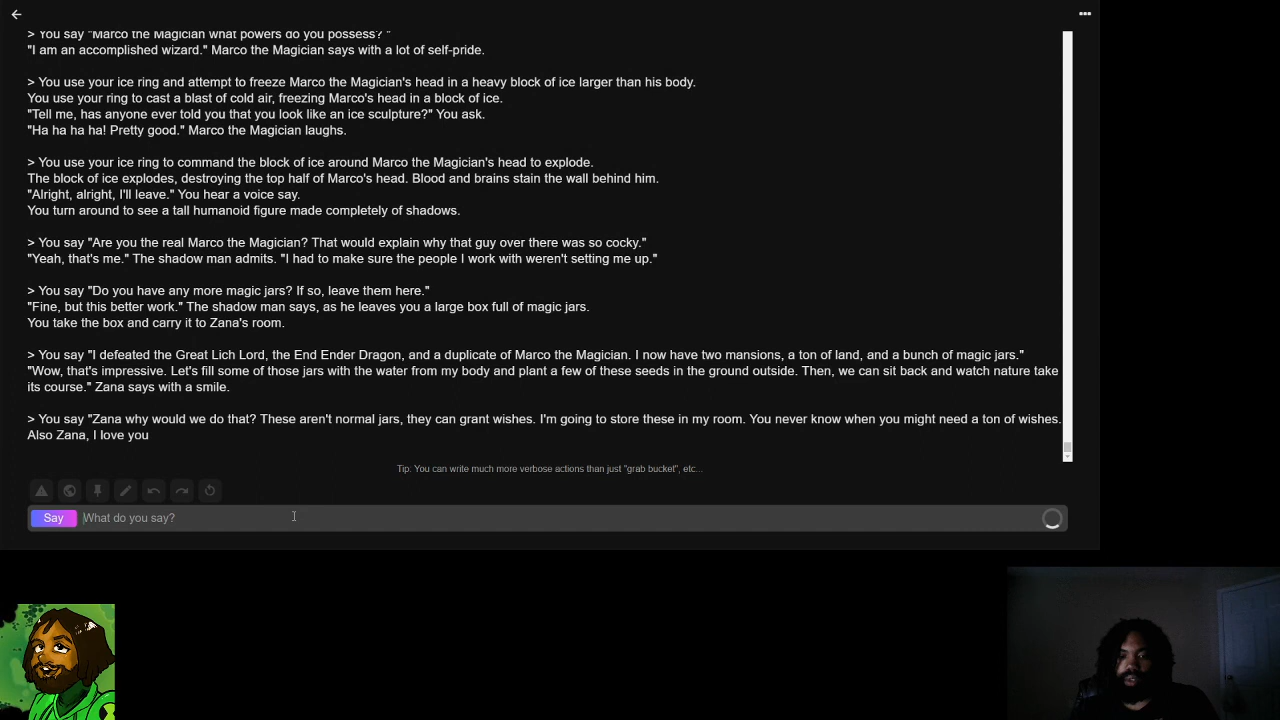 > You say "Marco the Magician what powers do you possess? "
"I am an accomplished wizard." Marco the Magician says with a lot of self-pride.
> You use your ice ring and attempt to freeze Marco the Magician's head in a heavy block of ice larger than his body.
You use your ring to cast a blast of cold air, freezing Marco's head in a block of ice.
"Tell me, has anyone ever told you that you look like an ice sculpture?" You ask.
"Ha ha ha ha! Pretty good." Marco the Magician laughs.
> You use your ice ring to command the block of ice around Marco the Magician's head to explode.
The block of ice explodes, destroying the top half of Marco's head. Blood and brains stain the wall behind him.
"Alright, alright, I'll leave." You hear a voice say.
You turn around to see a tall humanoid figure made completely of shadows.
> You say "Are you the real Marco the Magician? That would explain why that guy over there was so cocky."
"Yeah, that's me." The shadow man admits. "I had to make sure the people I work with weren't setting me up."
> You say "Do you have any more magic jars? If so, leave them here."
"Fine, but this better work." The shadow man says, as he leaves you a large box full of magic jars.
You take the box and carry it to Zana's room.
> You say "I defeated the Great Lich Lord, the End Ender Dragon, and a duplicate of Marco the Magician. I now have two mansions, a ton of land, and a bunch of magic jars."
"Wow, that's impressive. Let's fill some of those jars with the water from my body and plant a few of these seeds in the ground outside. Then, we can sit back and watch nature take
its course." Zana says with a smile.
> You say "Zana why would we do that? These aren't normal jars, they can grant wishes. I'm going to store these in my room. You never know when you might need a ton of wishes.
Also Zana, I love you
Tip: You can write much more verbose actions than just "grab bucket", etc...
Say What do you say?